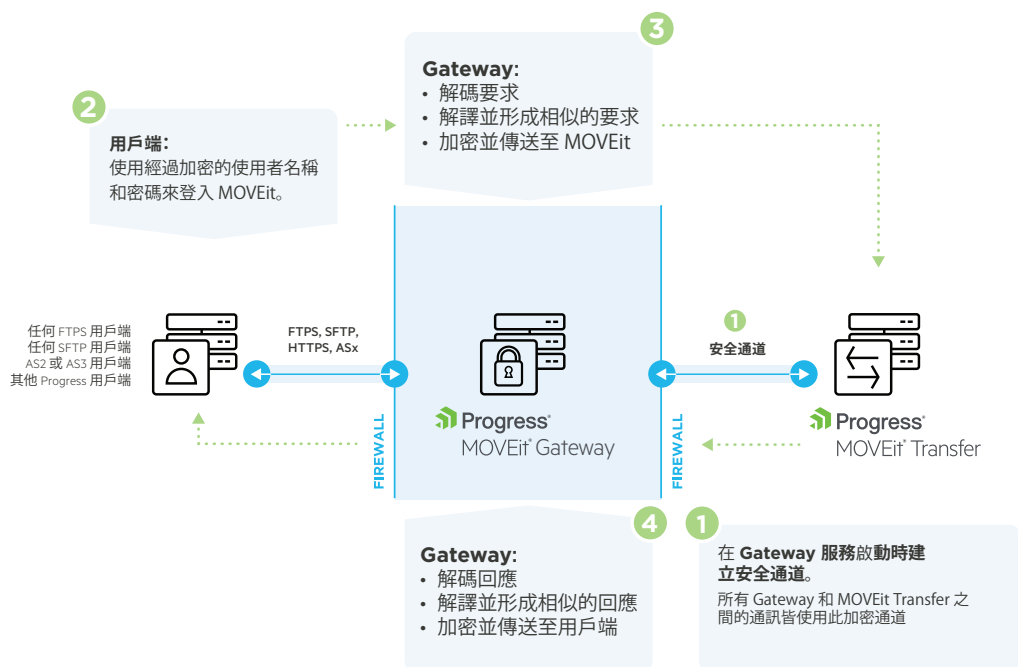 3
Gateway:
• 解碼要求
• 解譯並形成相似的要求
• 加密並傳送至 MOVEit
2
用戶端：
使用經過加密的使用者名稱
和密碼來登入 MOVEit。
任何 FTPS 用戶端
任何 SFTP 用戶端
AS2 或 AS3 用戶端
其他 Progress 用戶端
FTPS, SFTP,
HTTPS, ASx
1
安全通道
Progress®
MOVEit® Gateway
Progress®
MOVEit® Transfer
FIREWALL
FIREWALL
4
Gateway:
• 解碼回應
• 解譯並形成相似的回應
• 加密並傳送至用戶端
1
在 Gateway 服務啟動時建
立安全通道。
所有 Gateway 和 MOVEit Transfer 之
間的通訊皆使用此加密通道